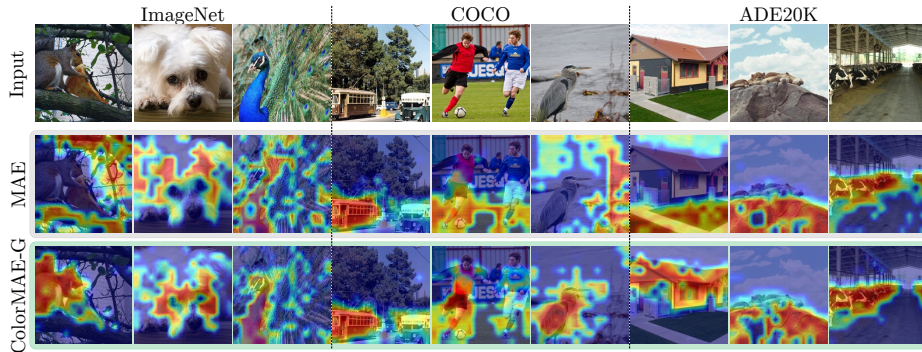 ImageNet
COCO
ADE20K
Input
MAE
ColorMAE-G